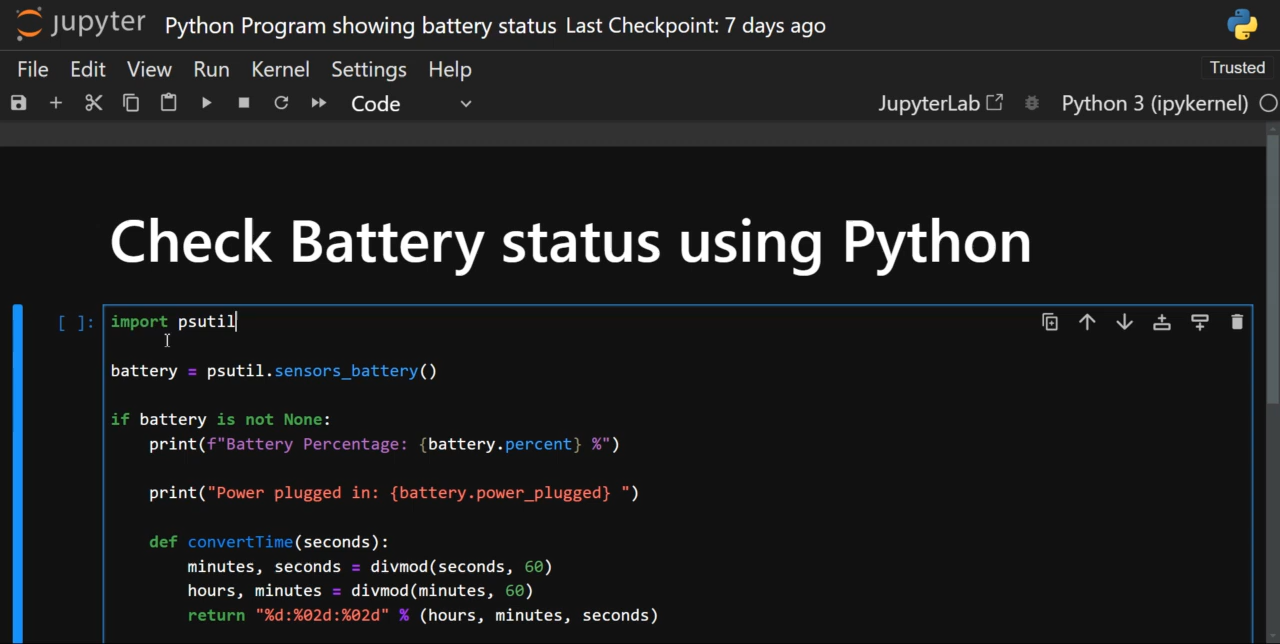 jupyter Python Program showing battery status Last Checkpoint: 7 days ago
File Edit View Run Kernel Settings Help Trusted
Code JupyterLab Python 3 (ipykernel)
Check Battery status using Python
[ ]: import psutil
battery = psutil.sensors_battery()
if battery is not None:
    print(f"Battery Percentage: {battery.percent} %")
    print("Power plugged in: {battery.power_plugged} ")
    def convertTime(seconds):
        minutes, seconds = divmod(seconds, 60)
        hours, minutes = divmod(minutes, 60)
        return "%d:%02d:%02d" % (hours, minutes, seconds)